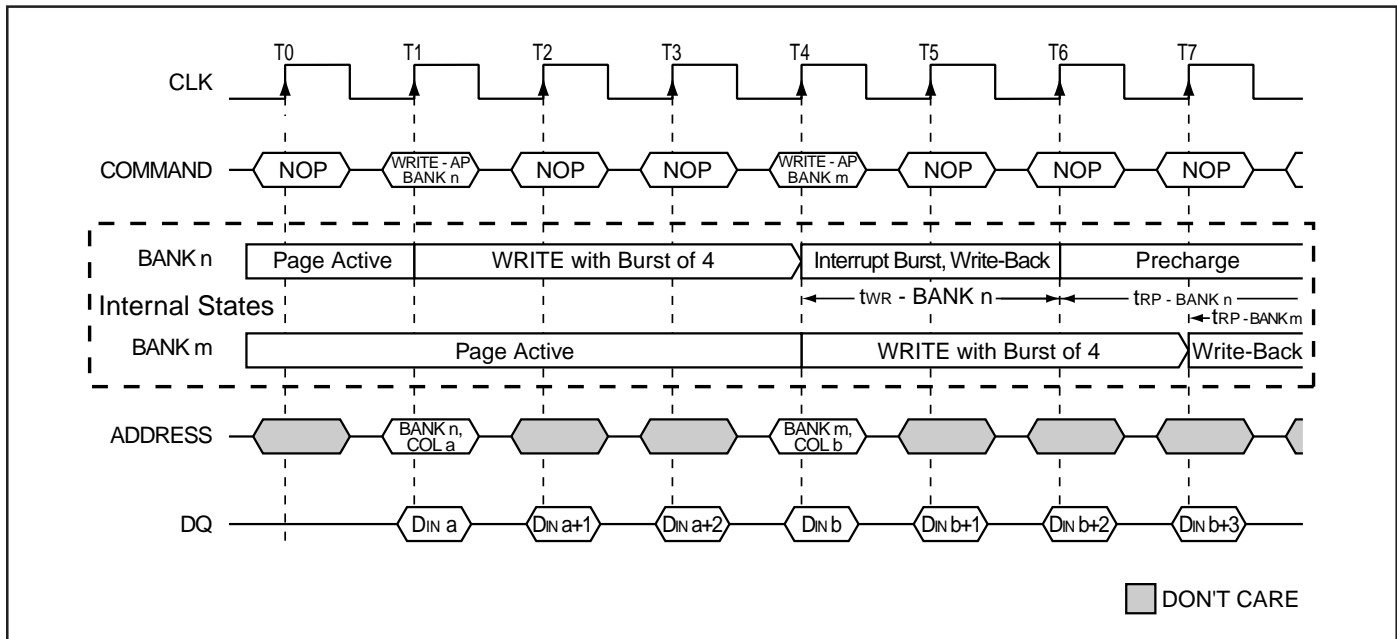 T0 T1 T2 T3 T4 T5 T6 T7
CLK
COMMAND NOP WRITE - AP BANK n NOP NOP WRITE - AP BANK m NOP NOP NOP
BANK n Page Active WRITE with Burst of 4 Interrupt Burst, Write-Back Precharge
Internal States tWR - BANK n tRP - BANK n
tRP - BANK m
BANK m Page Active WRITE with Burst of 4 Write-Back
ADDRESS BANK n, COL a BANK m, COL b
DQ DIN a DIN a+1 DIN a+2 DIN b DIN b+1 DIN b+2 DIN b+3
DON'T CARE